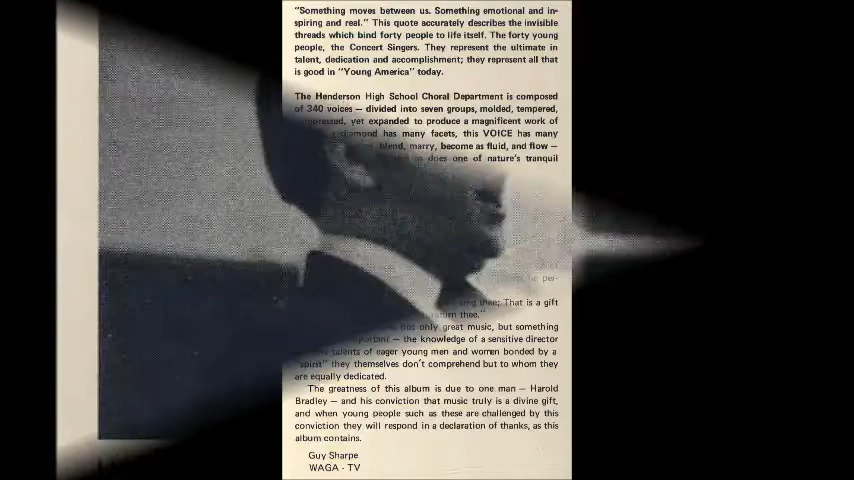 "Something moves between us. Something emotional and in-
spiring and real." This quote accurately describes the invisible
threads which bind forty people to life itself. The forty young
people, the Concert Singers. They represent the ultimate in
talent, dedication and accomplishment; they represent all that
is good in "Young America" today.
The Henderson High School Choral Department is composed
of 340 voices — divided into seven groups, molded, tempered,
yet expanded to produce a magnificent work of
diamond has many facets, this VOICE has many
blend, marry, become as fluid, and flow —
as does one of nature's tranquil
per-
thee; That is a gift
return thee."
not only great music, but something
— the knowledge of a sensitive director
talents of eager young men and women bonded by a
"spirit" they themselves don't comprehend but to whom they
are equally dedicated.
The greatness of this album is due to one man — Harold
Bradley — and his conviction that music truly is a divine gift,
and when young people such as these are challenged by this
conviction they will respond in a declaration of thanks, as this
album contains.
Guy Sharpe
WAGA - TV